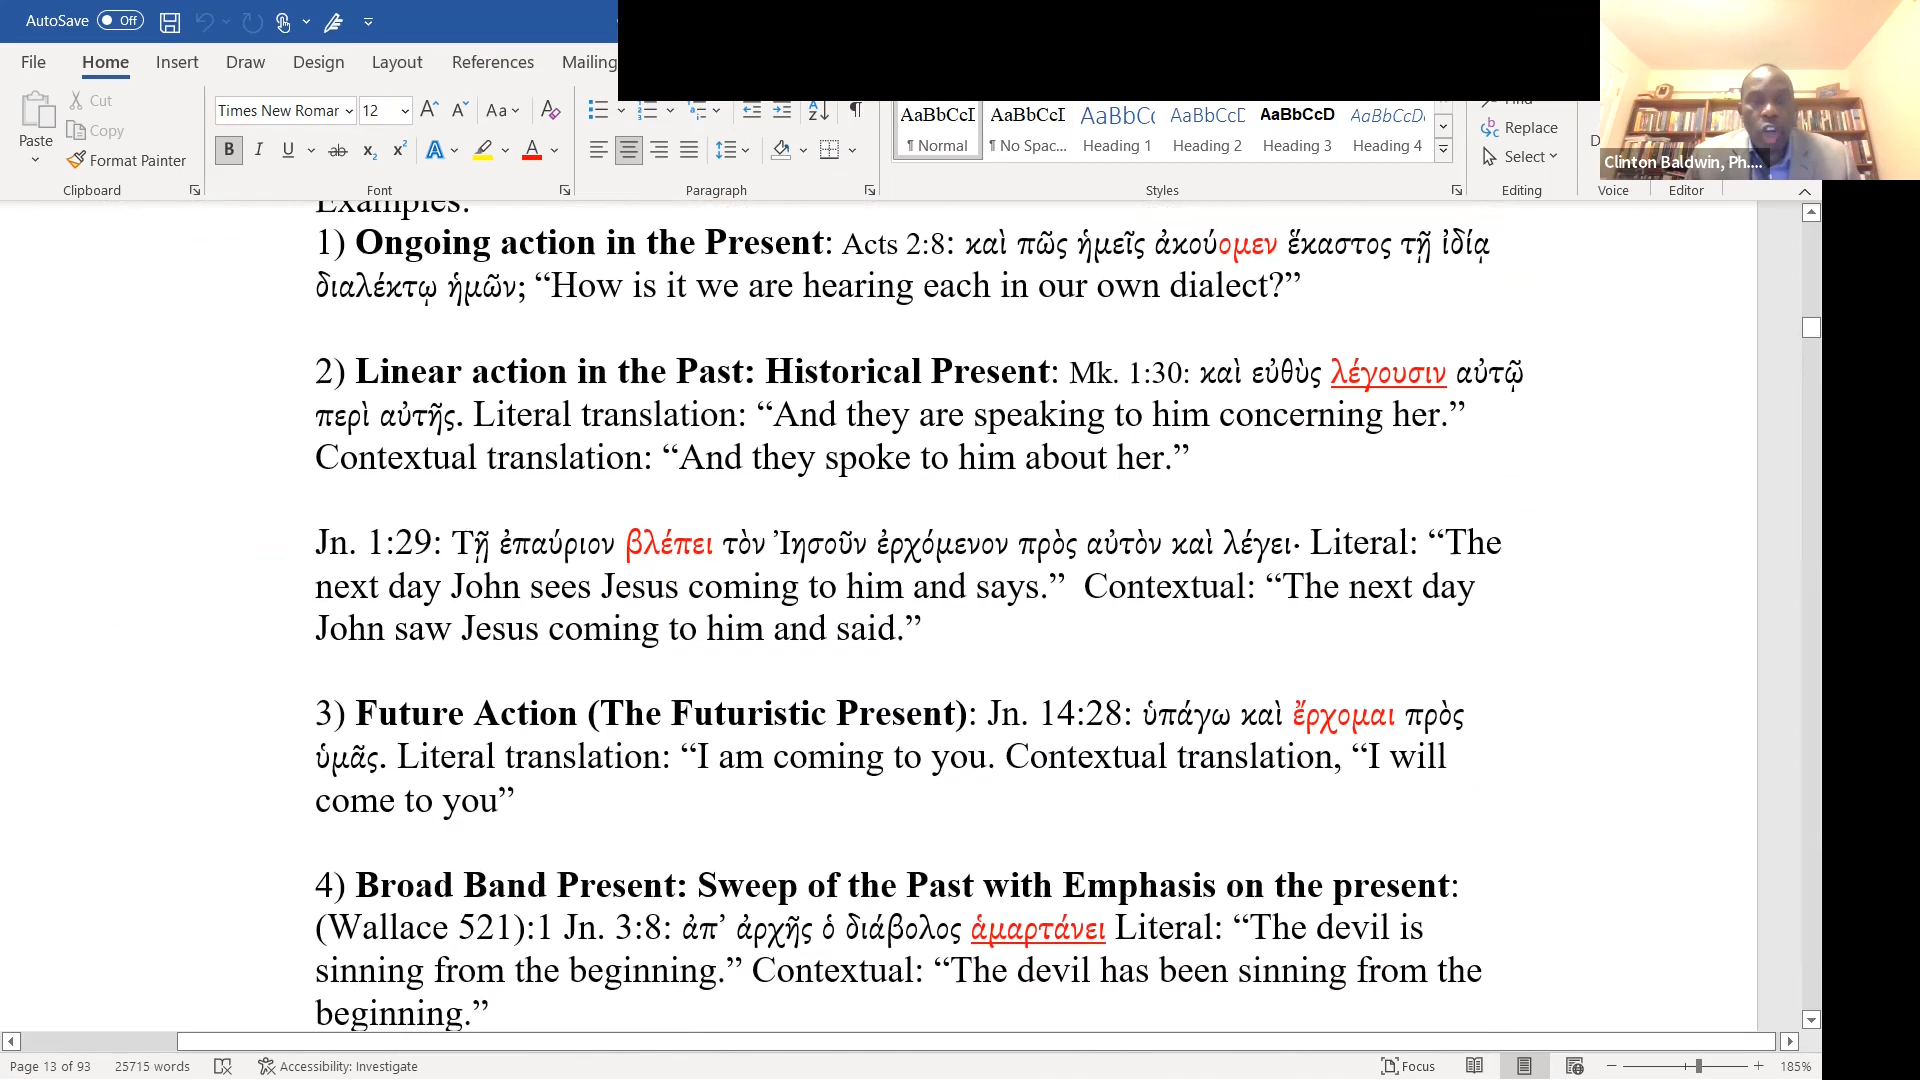 AutoSave Off
File Home Insert Draw Design Layout References Mailing
Paste Cut Copy Format Painter
Times New Romar 12
AaBbCcI AaBbCcI AaBbC AaBbCcD AaBbCcD AaBbCcD
¶ Normal ¶ No Spac... Heading 1 Heading 2 Heading 3 Heading 4
Replace
Select
Clipboard Font Paragraph Styles Editing Voice Editor
Clinton Baldwin, Ph....
Examples:
1) Ongoing action in the Present: Acts 2:8: καὶ πῶς ἡμεῖς ἀκούομεν ἕκαστος τῇ ἰδίᾳ
διαλέκτῳ ἡμῶν; “How is it we are hearing each in our own dialect?”
2) Linear action in the Past: Historical Present: Mk. 1:30: καὶ εὐθὺς λέγουσιν αὐτῷ
περὶ αὐτῆς. Literal translation: “And they are speaking to him concerning her.”
Contextual translation: “And they spoke to him about her.”
Jn. 1:29: Τῇ ἐπαύριον βλέπει τὸν Ἰησοῦν ἐρχόμενον πρὸς αὐτὸν καὶ λέγει· Literal: “The
next day John sees Jesus coming to him and says.” Contextual: “The next day
John saw Jesus coming to him and said.”
3) Future Action (The Futuristic Present): Jn. 14:28: ὑπάγω καὶ ἔρχομαι πρὸς
ὑμᾶς. Literal translation: “I am coming to you. Contextual translation, “I will
come to you”
4) Broad Band Present: Sweep of the Past with Emphasis on the present:
(Wallace 521):1 Jn. 3:8: ἀπ’ ἀρχῆς ὁ διάβολος ἁμαρτάνει Literal: “The devil is
sinning from the beginning.” Contextual: “The devil has been sinning from the
beginning.”
Page 13 of 93 25715 words Accessibility: Investigate Focus 185%